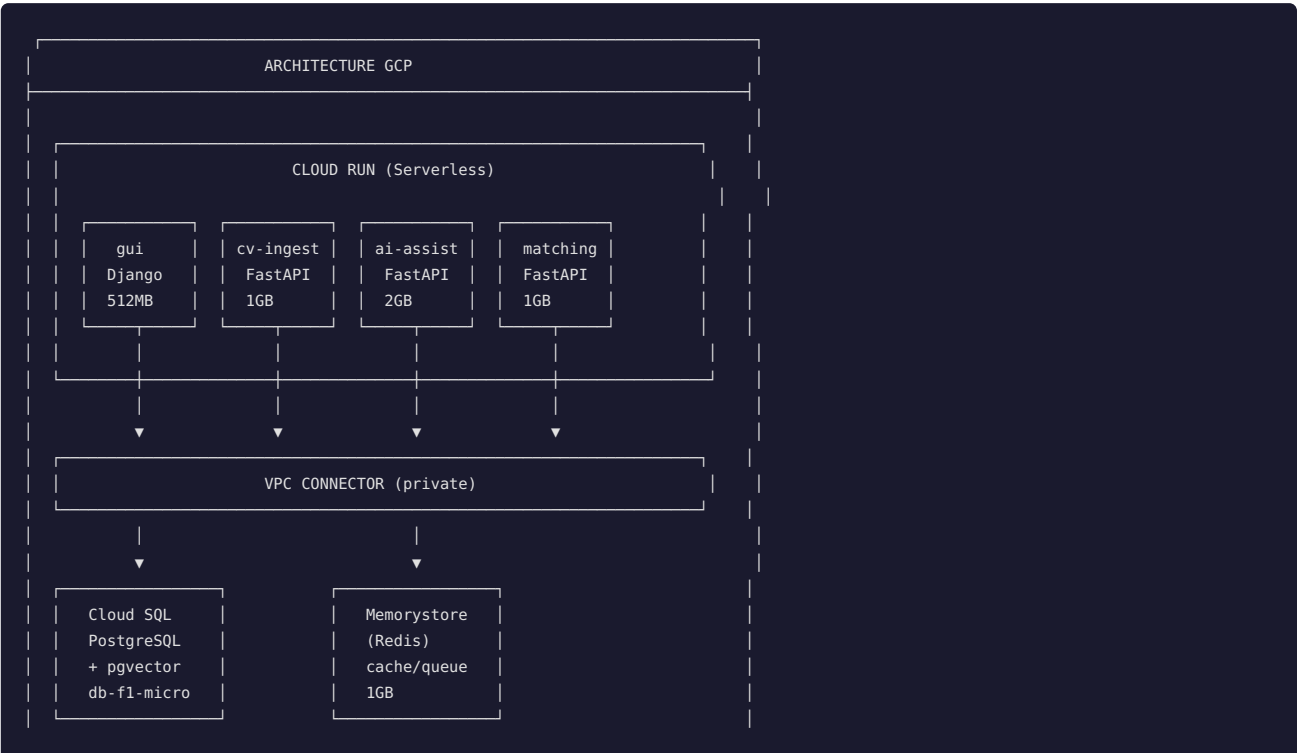 ARCHITECTURE GCP
CLOUD RUN (Serverless)
gui cv-ingest ai-assist matching
Django FastAPI FastAPI FastAPI
512MB 1GB 2GB 1GB
VPC CONNECTOR (private)
Cloud SQL Memorystore
PostgreSQL (Redis)
+ pgvector cache/queue
db-f1-micro 1GB